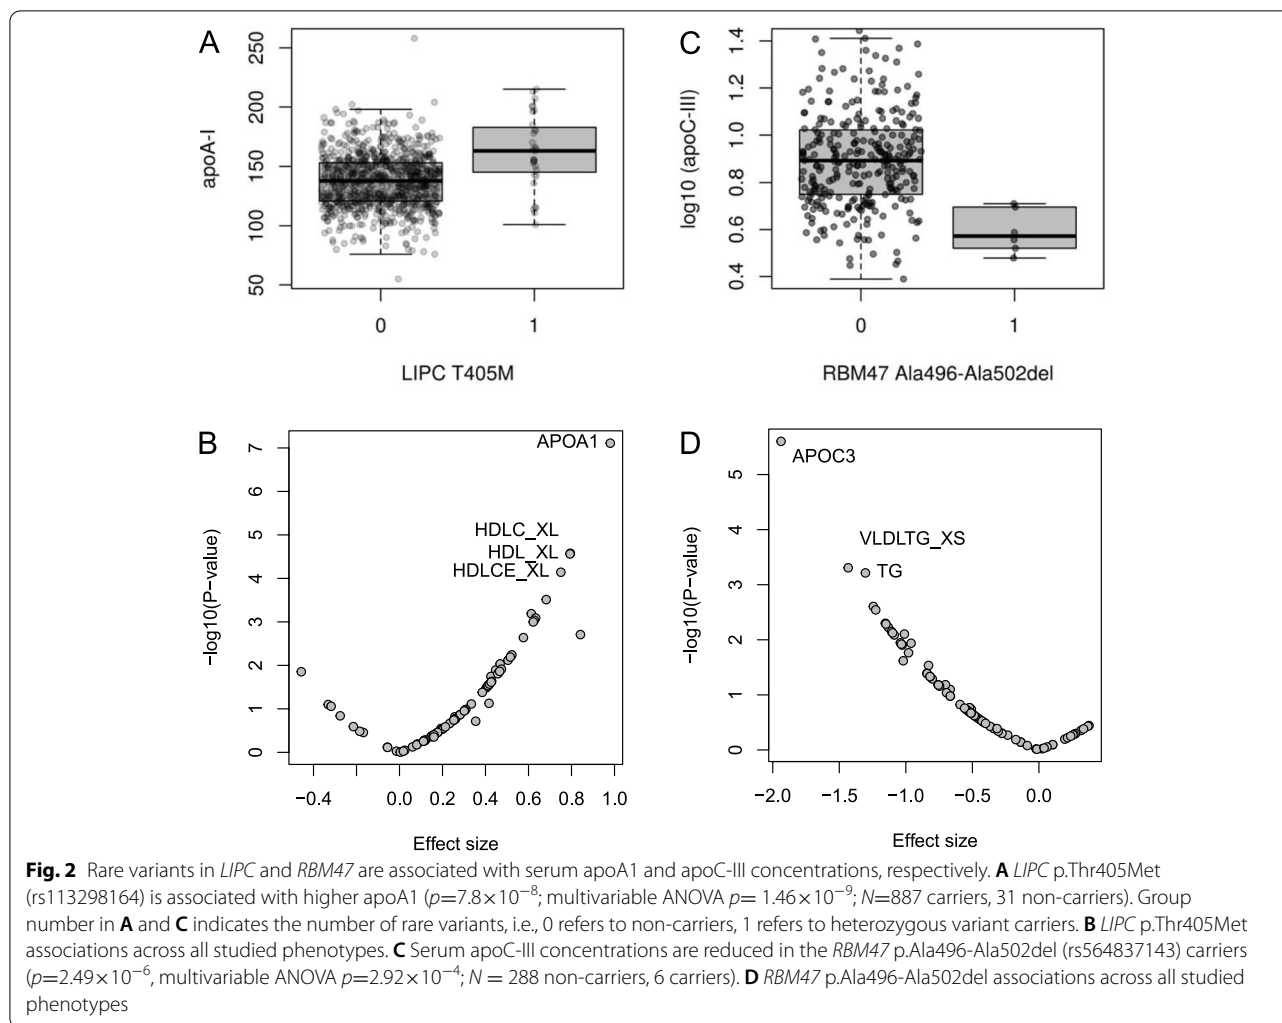 A
250
200
150
100
50
apoA-I
0 1
LIPC T405M
C
1.4
1.2
1.0
0.8
0.6
0.4
log10 (apoC-III)
0 1
RBM47 Ala496-Ala502del
B
7
6
5
4
3
2
1
0
−log10(P−value)
APOA1
HDLC_XL
HDL_XL
HDLCE_XL
−0.4 0.0 0.2 0.4 0.6 0.8 1.0
Effect size
D
5
4
3
2
1
0
−log10(P−value)
APOC3
VLDLTG_XS
TG
−2.0 −1.5 −1.0 −0.5 0.0
Effect size
Fig. 2 Rare variants in LIPC and RBM47 are associated with serum apoA1 and apoC-III concentrations, respectively. A LIPC p.Thr405Met
(rs113298164) is associated with higher apoA1 (p=7.8×10⁻⁸; multivariable ANOVA p= 1.46×10⁻⁹; N=887 carriers, 31 non-carriers). Group
number in A and C indicates the number of rare variants, i.e., 0 refers to non-carriers, 1 refers to heterozygous variant carriers. B LIPC p.Thr405Met
associations across all studied phenotypes. C Serum apoC-III concentrations are reduced in the RBM47 p.Ala496-Ala502del (rs564837143) carriers
(p=2.49×10⁻⁶, multivariable ANOVA p=2.92×10⁻⁴; N = 288 non-carriers, 6 carriers). D RBM47 p.Ala496-Ala502del associations across all studied
phenotypes